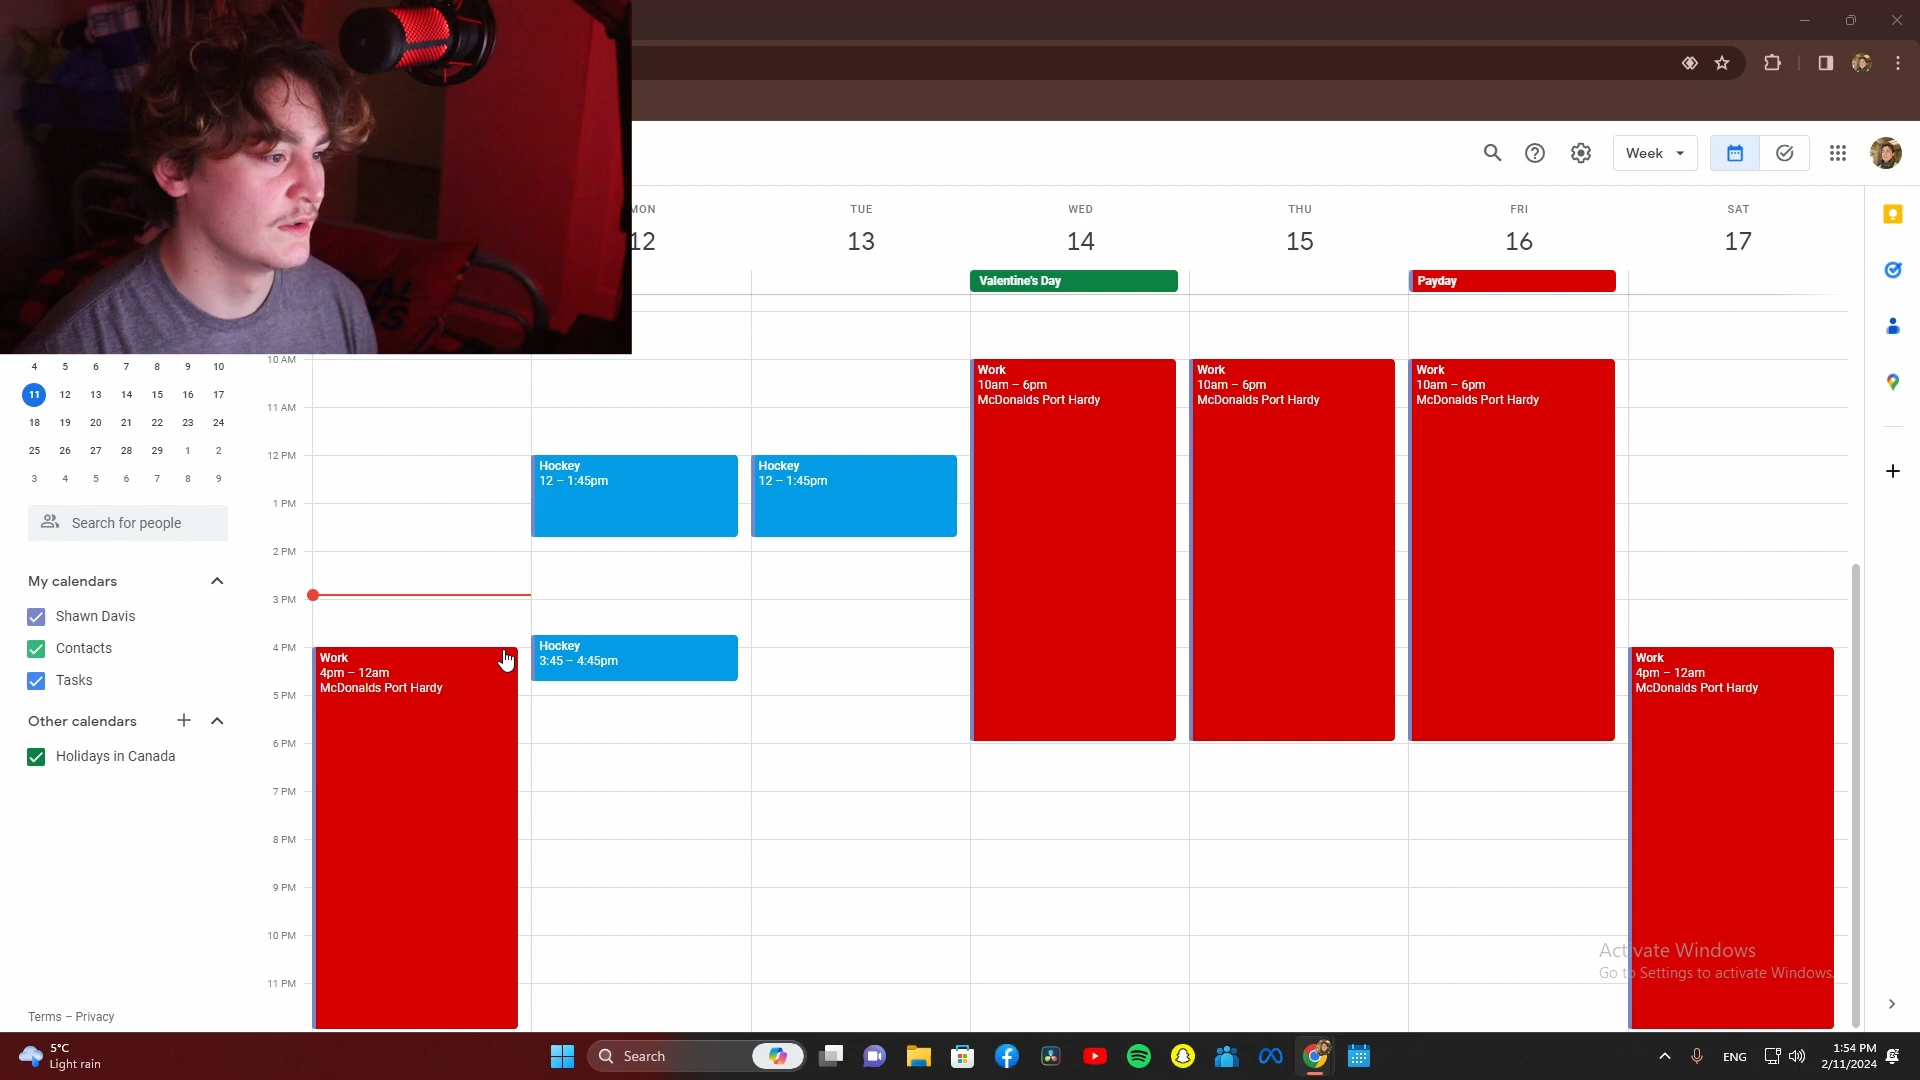 Week
MON
TUE
WED
THU
FRI
SAT
12
13
14
15
16
17
Valentine's Day
Payday
4 5 6 7 8 9 10
11 12 13 14 15 16 17
18 19 20 21 22 23 24
25 26 27 28 29 1 2
3 4 5 6 7 8 9
Search for people
My calendars
Shawn Davis
Contacts
Tasks
Other calendars
Holidays in Canada
Terms – Privacy
10 AM
11 AM
12 PM
1 PM
2 PM
3 PM
4 PM
5 PM
6 PM
7 PM
8 PM
9 PM
10 PM
11 PM
Work
4pm – 12am
McDonalds Port Hardy
Hockey
12 – 1:45pm
Hockey
3:45 – 4:45pm
Hockey
12 – 1:45pm
Work
10am – 6pm
McDonalds Port Hardy
Work
10am – 6pm
McDonalds Port Hardy
Work
10am – 6pm
McDonalds Port Hardy
Work
4pm – 12am
McDonalds Port Hardy
Activate Windows
Go to Settings to activate Windows.
5°C
Light rain
Search
ENG
1:54 PM
2/11/2024